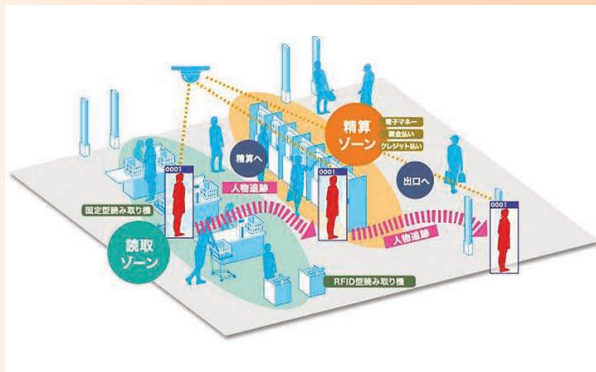 精算
ゾーン
電子マネー
現金払い
クレジット払い
精算へ
0001
人物追跡
0001
出口へ
0001
固定型読み取り機
人物追跡
読取
ゾーン
RFID型読み取り機